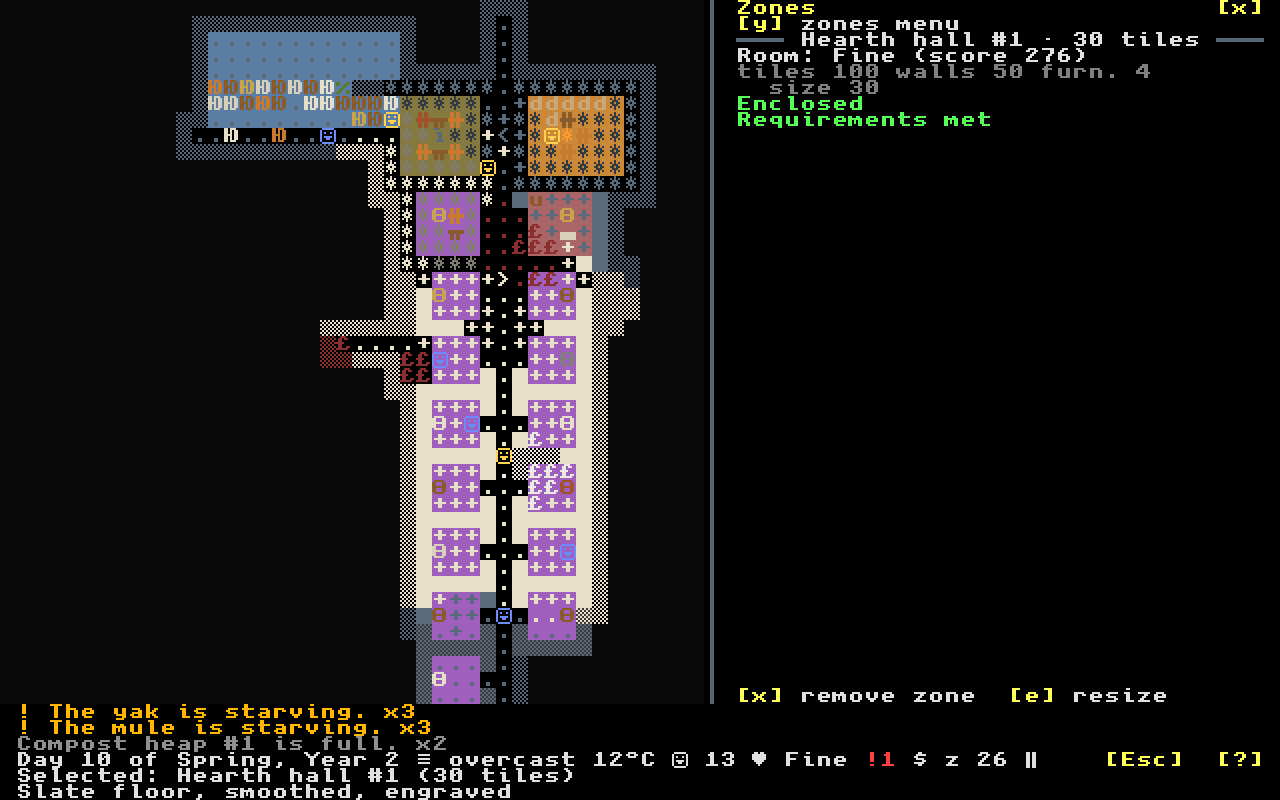 Zones [x]
[y] zones menu
Hearth hall #1 · 30 tiles
Room: Fine (score 276)
tiles 100 walls 50 furn. 4
size 30
Enclosed
Requirements met
[x] remove zone [e] resize
! The yak is starving. x3
! The mule is starving. x3
Compost heap #1 is full. x2
Day 10 of Spring, Year 2 ≡ overcast 12°C ☺ 13 ♥ Fine !1 $ z 26 ‖ [Esc] [?]
Selected: Hearth hall #1 (30 tiles)
Slate floor, smoothed, engraved